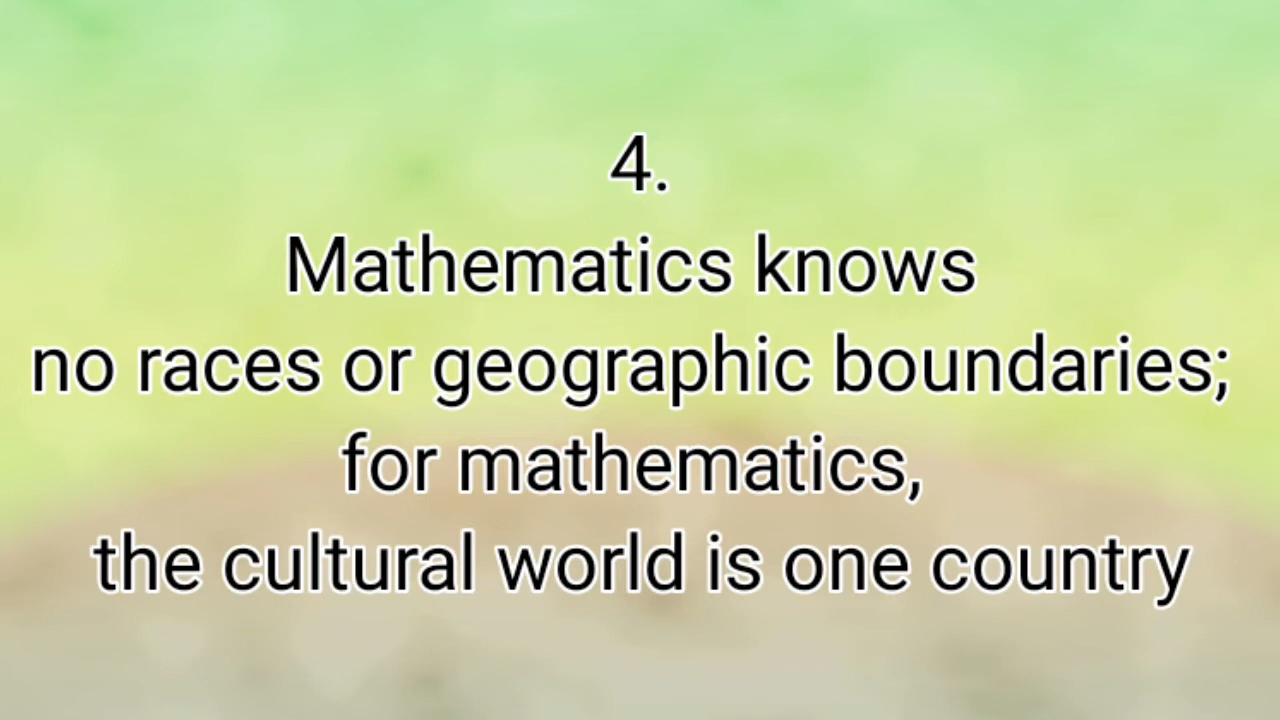 4.
Mathematics knows
no races or geographic boundaries;
for mathematics,
the cultural world is one country